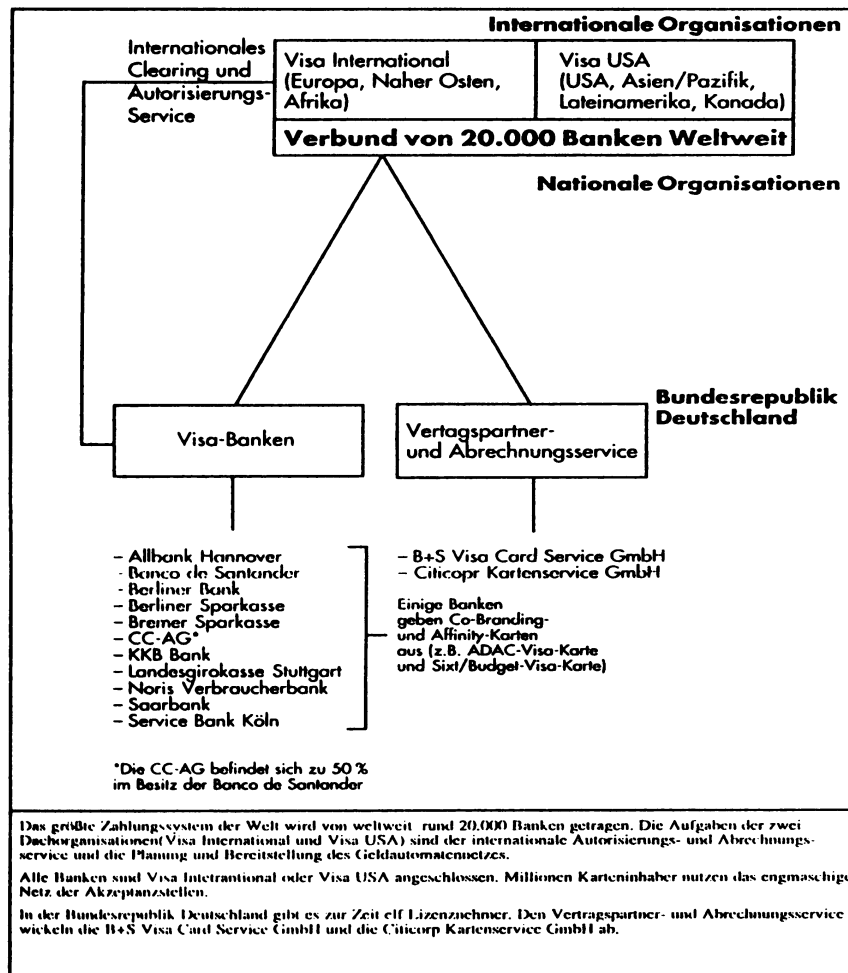 Internationale Organisationen
Internationales
Clearing und
Autorisierungs-
Service
Visa International
(Europa, Naher Osten,
Afrika)
Visa USA
(USA, Asien/Pazifik,
Lateinamerika, Kanada)
Verbund von 20.000 Banken Weltweit
Nationale Organisationen
Bundesrepublik
Deutschland
Visa-Banken
Vertagspartner-
und Abrechnungsservice
– Allbank Hannover
- Banco de Santander
- Berliner Bank
– Berliner Sparkasse
– Bremer Sparkasse
– CC-AG*
– KKB Bank
– Landesgirokasse Stuttgart
– Noris Verbraucherbank
– Saarbank
– Service Bank Köln
– B+S Visa Card Service GmbH
– Citicopr Kartenservice GmbH
Einige Banken
geben Co-Branding-
und Affinity-Karten
aus (z.B. ADAC-Visa-Karte
und Sixt/Budget-Visa-Karte)
*Die CC-AG befindet sich zu 50 %
im Besitz der Banco de Santander
Das größte Zahlungssystem der Welt wird von weltweit rund 20.000 Banken getragen. Die Aufgaben der zwei
Dachorganisationen(Visa International und Visa USA) sind der internationale Autorisierungs- und Abrechnungs-
service und die Planung und Bereitstellung des Geldautomatennetzes.
Alle Banken sind Visa Intetrantional oder Visa USA angeschlossen. Millionen Karteninhaber nutzen das engmaschige
Netz der Akzeptanzstellen.
In der Bundesrepublik Deutschland gibt es zur Zeit elf Lizenznehmer. Den Vertragspartner- und Abrechnungsservice
wickeln die B+S Visa Card Service GmbH und die Citicorp Kartenservice GmbH ab.